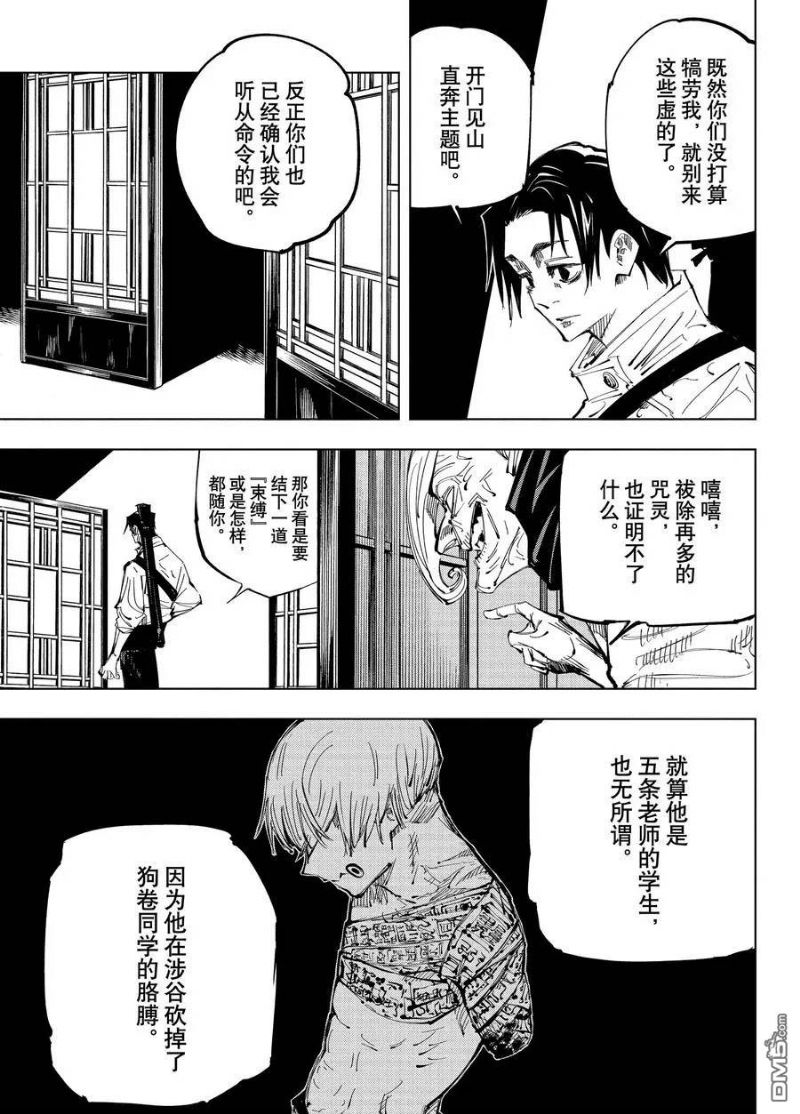 既然你们没打算
犒劳我，就别来
这些虚的了。
开门见山
直奔主题吧。
反正你们也
已经确认我会
听从命令的吧。
嘻嘻，
祓除再多的
咒灵，
也证明不了
什么。
那你看是要
结下一道
『束缚』
或是怎样，
都随你。
就算他是
五条老师的学生，
也无所谓。
因为他在涉谷砍掉了
狗卷同学的胳膊。
DM5.com